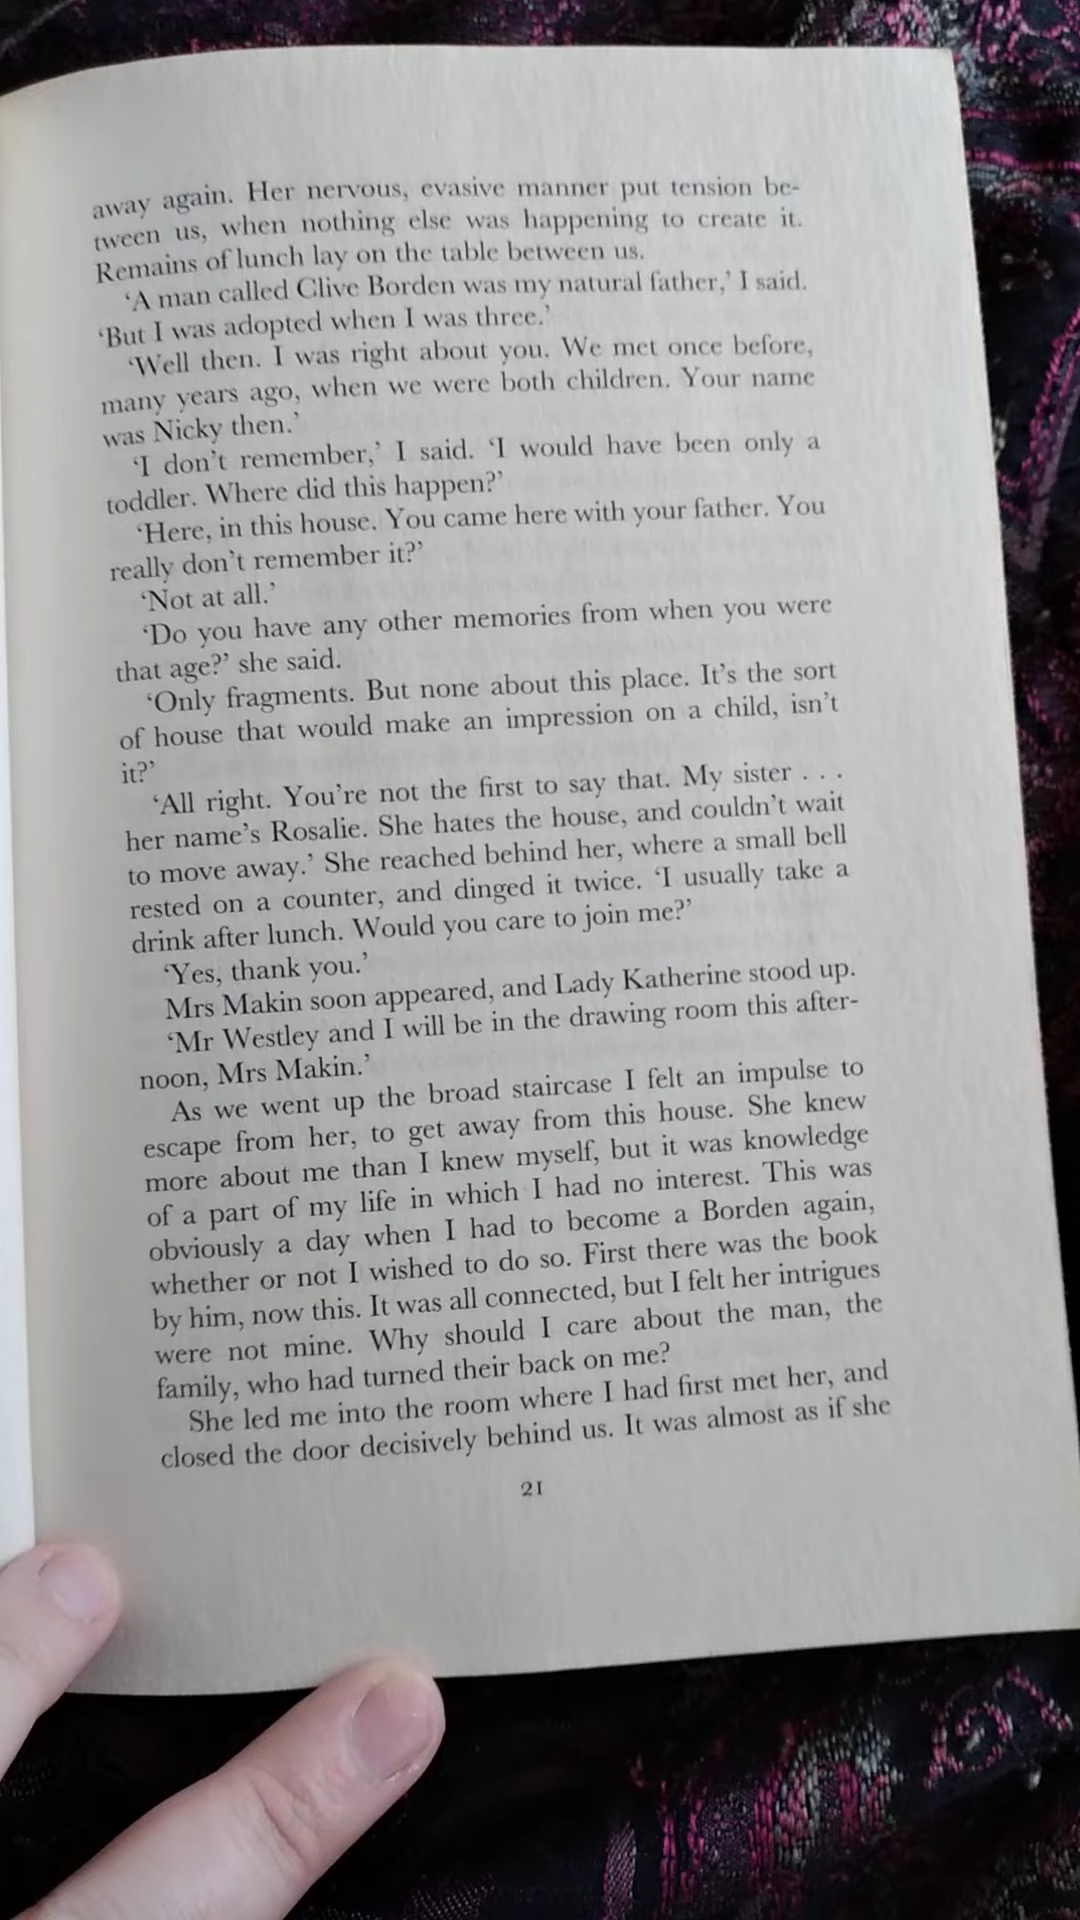 away again. Her nervous, evasive manner put tension be-
tween us, when nothing else was happening to create it.
Remains of lunch lay on the table between us.
‘A man called Clive Borden was my natural father,’ I said.
‘But I was adopted when I was three.’
‘Well then. I was right about you. We met once before,
many years ago, when we were both children. Your name
was Nicky then.’
‘I don’t remember,’ I said. ‘I would have been only a
toddler. Where did this happen?’
‘Here, in this house. You came here with your father. You
really don’t remember it?’
‘Not at all.’
‘Do you have any other memories from when you were
that age?’ she said.
‘Only fragments. But none about this place. It’s the sort
of house that would make an impression on a child, isn’t
it?’
‘All right. You’re not the first to say that. My sister . . .
her name’s Rosalie. She hates the house, and couldn’t wait
to move away.’ She reached behind her, where a small bell
rested on a counter, and dinged it twice. ‘I usually take a
drink after lunch. Would you care to join me?’
‘Yes, thank you.’
Mrs Makin soon appeared, and Lady Katherine stood up.
‘Mr Westley and I will be in the drawing room this after-
noon, Mrs Makin.’
As we went up the broad staircase I felt an impulse to
escape from her, to get away from this house. She knew
more about me than I knew myself, but it was knowledge
of a part of my life in which I had no interest. This was
obviously a day when I had to become a Borden again,
whether or not I wished to do so. First there was the book
by him, now this. It was all connected, but I felt her intrigues
were not mine. Why should I care about the man, the
family, who had turned their back on me?
She led me into the room where I had first met her, and
closed the door decisively behind us. It was almost as if she
21